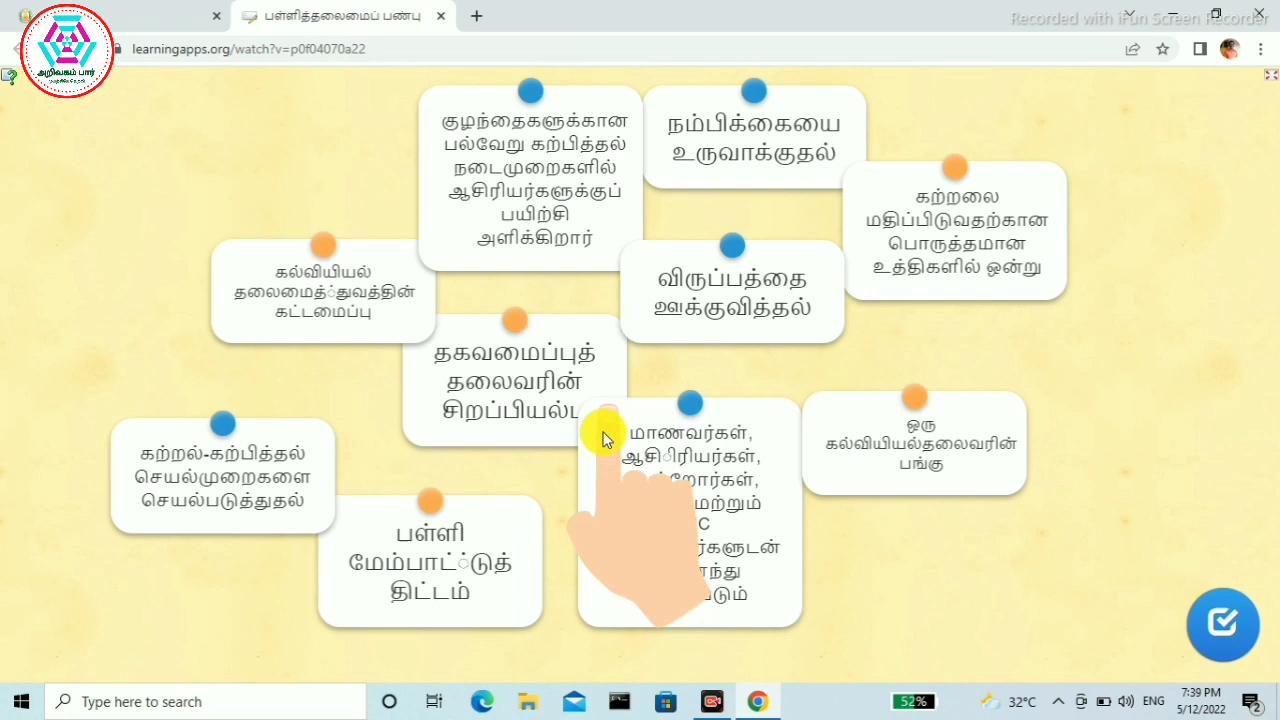 பள்ளித்தலைமைப் பண்பு
Recorded with iFun Screen Recorder
learningapps.org/watch?v=p0f04070a22
அறிவகம் பார்
குழந்தைகளுக்கான
பல்வேறு கற்பித்தல்
நடைமுறைகளில்
ஆசிரியர்களுக்குப்
பயிற்சி
அளிக்கிறார்
நம்பிக்கையை
உருவாக்குதல்
கற்றலை
மதிப்பிடுவதற்கான
பொருத்தமான
உத்திகளில் ஒன்று
கல்வியியல்
தலைமைத்்துவத்தின்
கட்டமைப்பு
விருப்பத்தை
ஊக்குவித்தல்
தகவமைப்புத்
தலைவரின்
மாணவர்கள்,
ஆசிிரியர்கள்,
மற்றும்
ஒரு
கல்வியியல்தலைவரின்
பங்கு
கற்றல்-கற்பித்தல்
செயல்முறைகளை
செயல்படுத்துதல்
பள்ளி
மேம்பாட்்டுத்
திட்டம்
Type here to search
52%
32°C
ENG
7:39 PM
5/12/2022
2